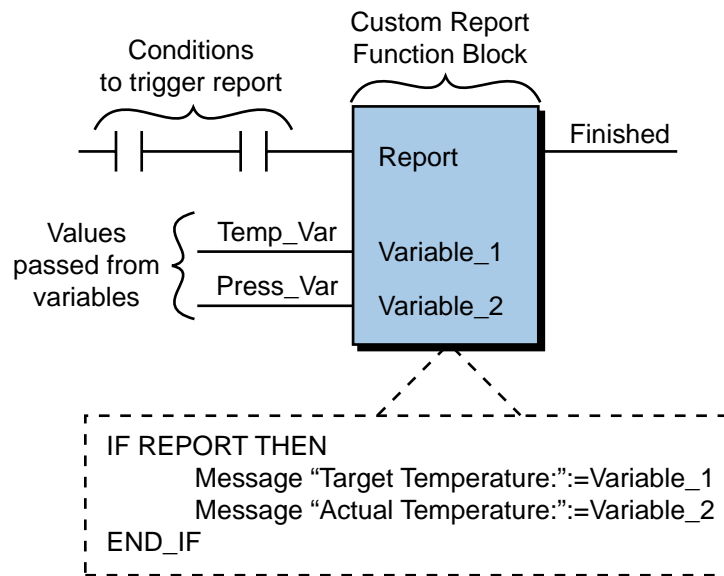 Conditions
to trigger report
Custom Report
Function Block
Report
Finished
Values
passed from
variables
Temp_Var
Variable_1
Press_Var
Variable_2
IF REPORT THEN
Message “Target Temperature:”:=Variable_1
Message “Actual Temperature:”:=Variable_2
END_IF